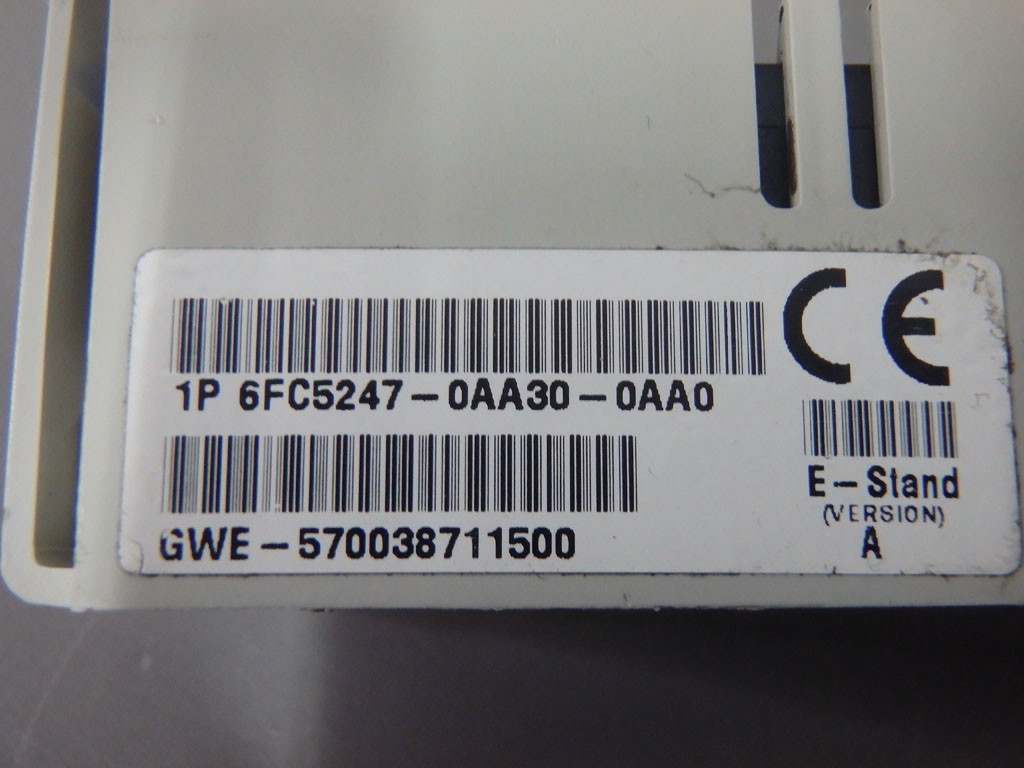 1P 6FC5247-0AA30-0AA0
GWE-570038711500
CE
E-Stand
(VERSION)
A